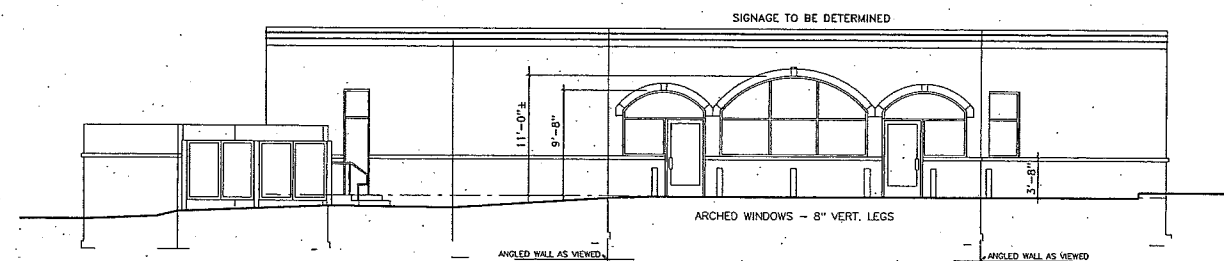 SIGNAGE TO BE DETERMINED
11'-0"±
9'-8"
3'-8"
ARCHED WINDOWS - 8" VERT. LEGS
ANGLED WALL AS VIEWED
ANGLED WALL AS VIEWED